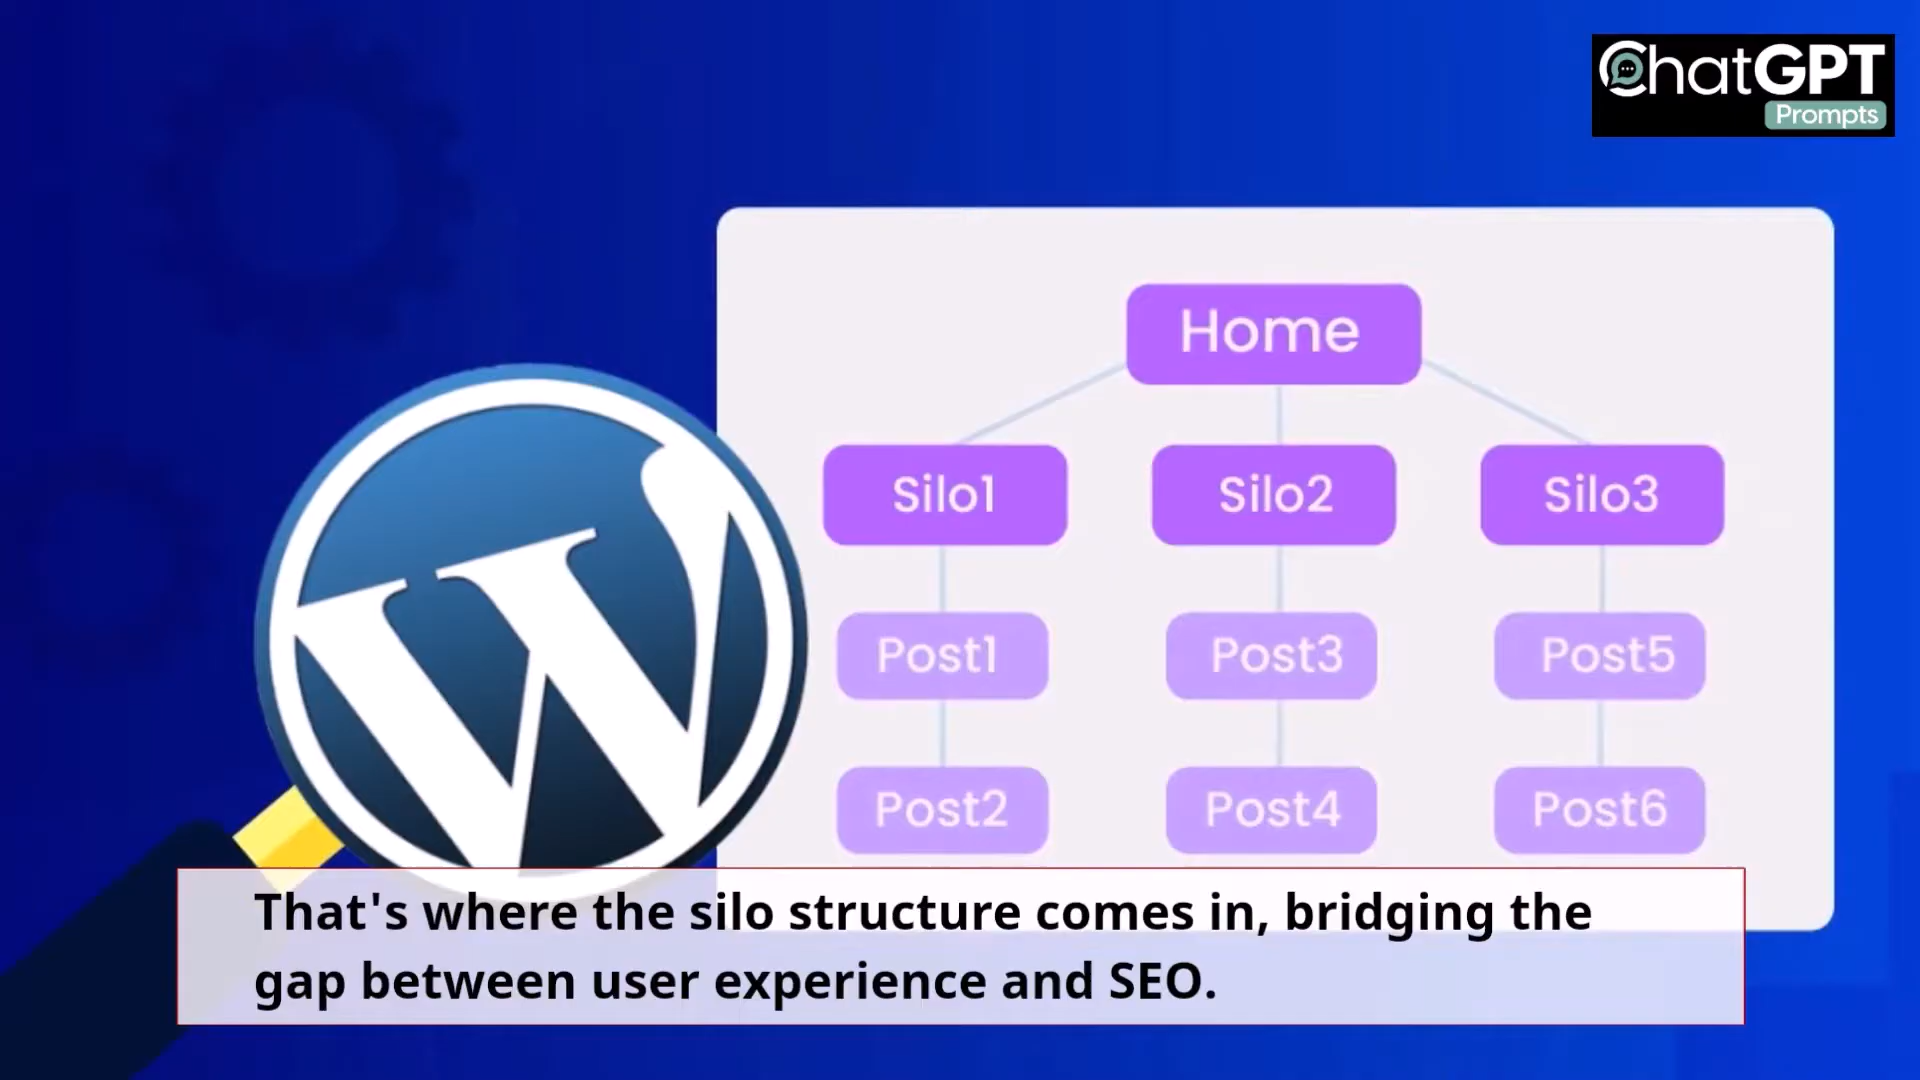 ChatGPT
Prompts
Home
Silo1 Silo2 Silo3
Post1 Post3 Post5
Post2 Post4 Post6
That's where the silo structure comes in, bridging the
gap between user experience and SEO.